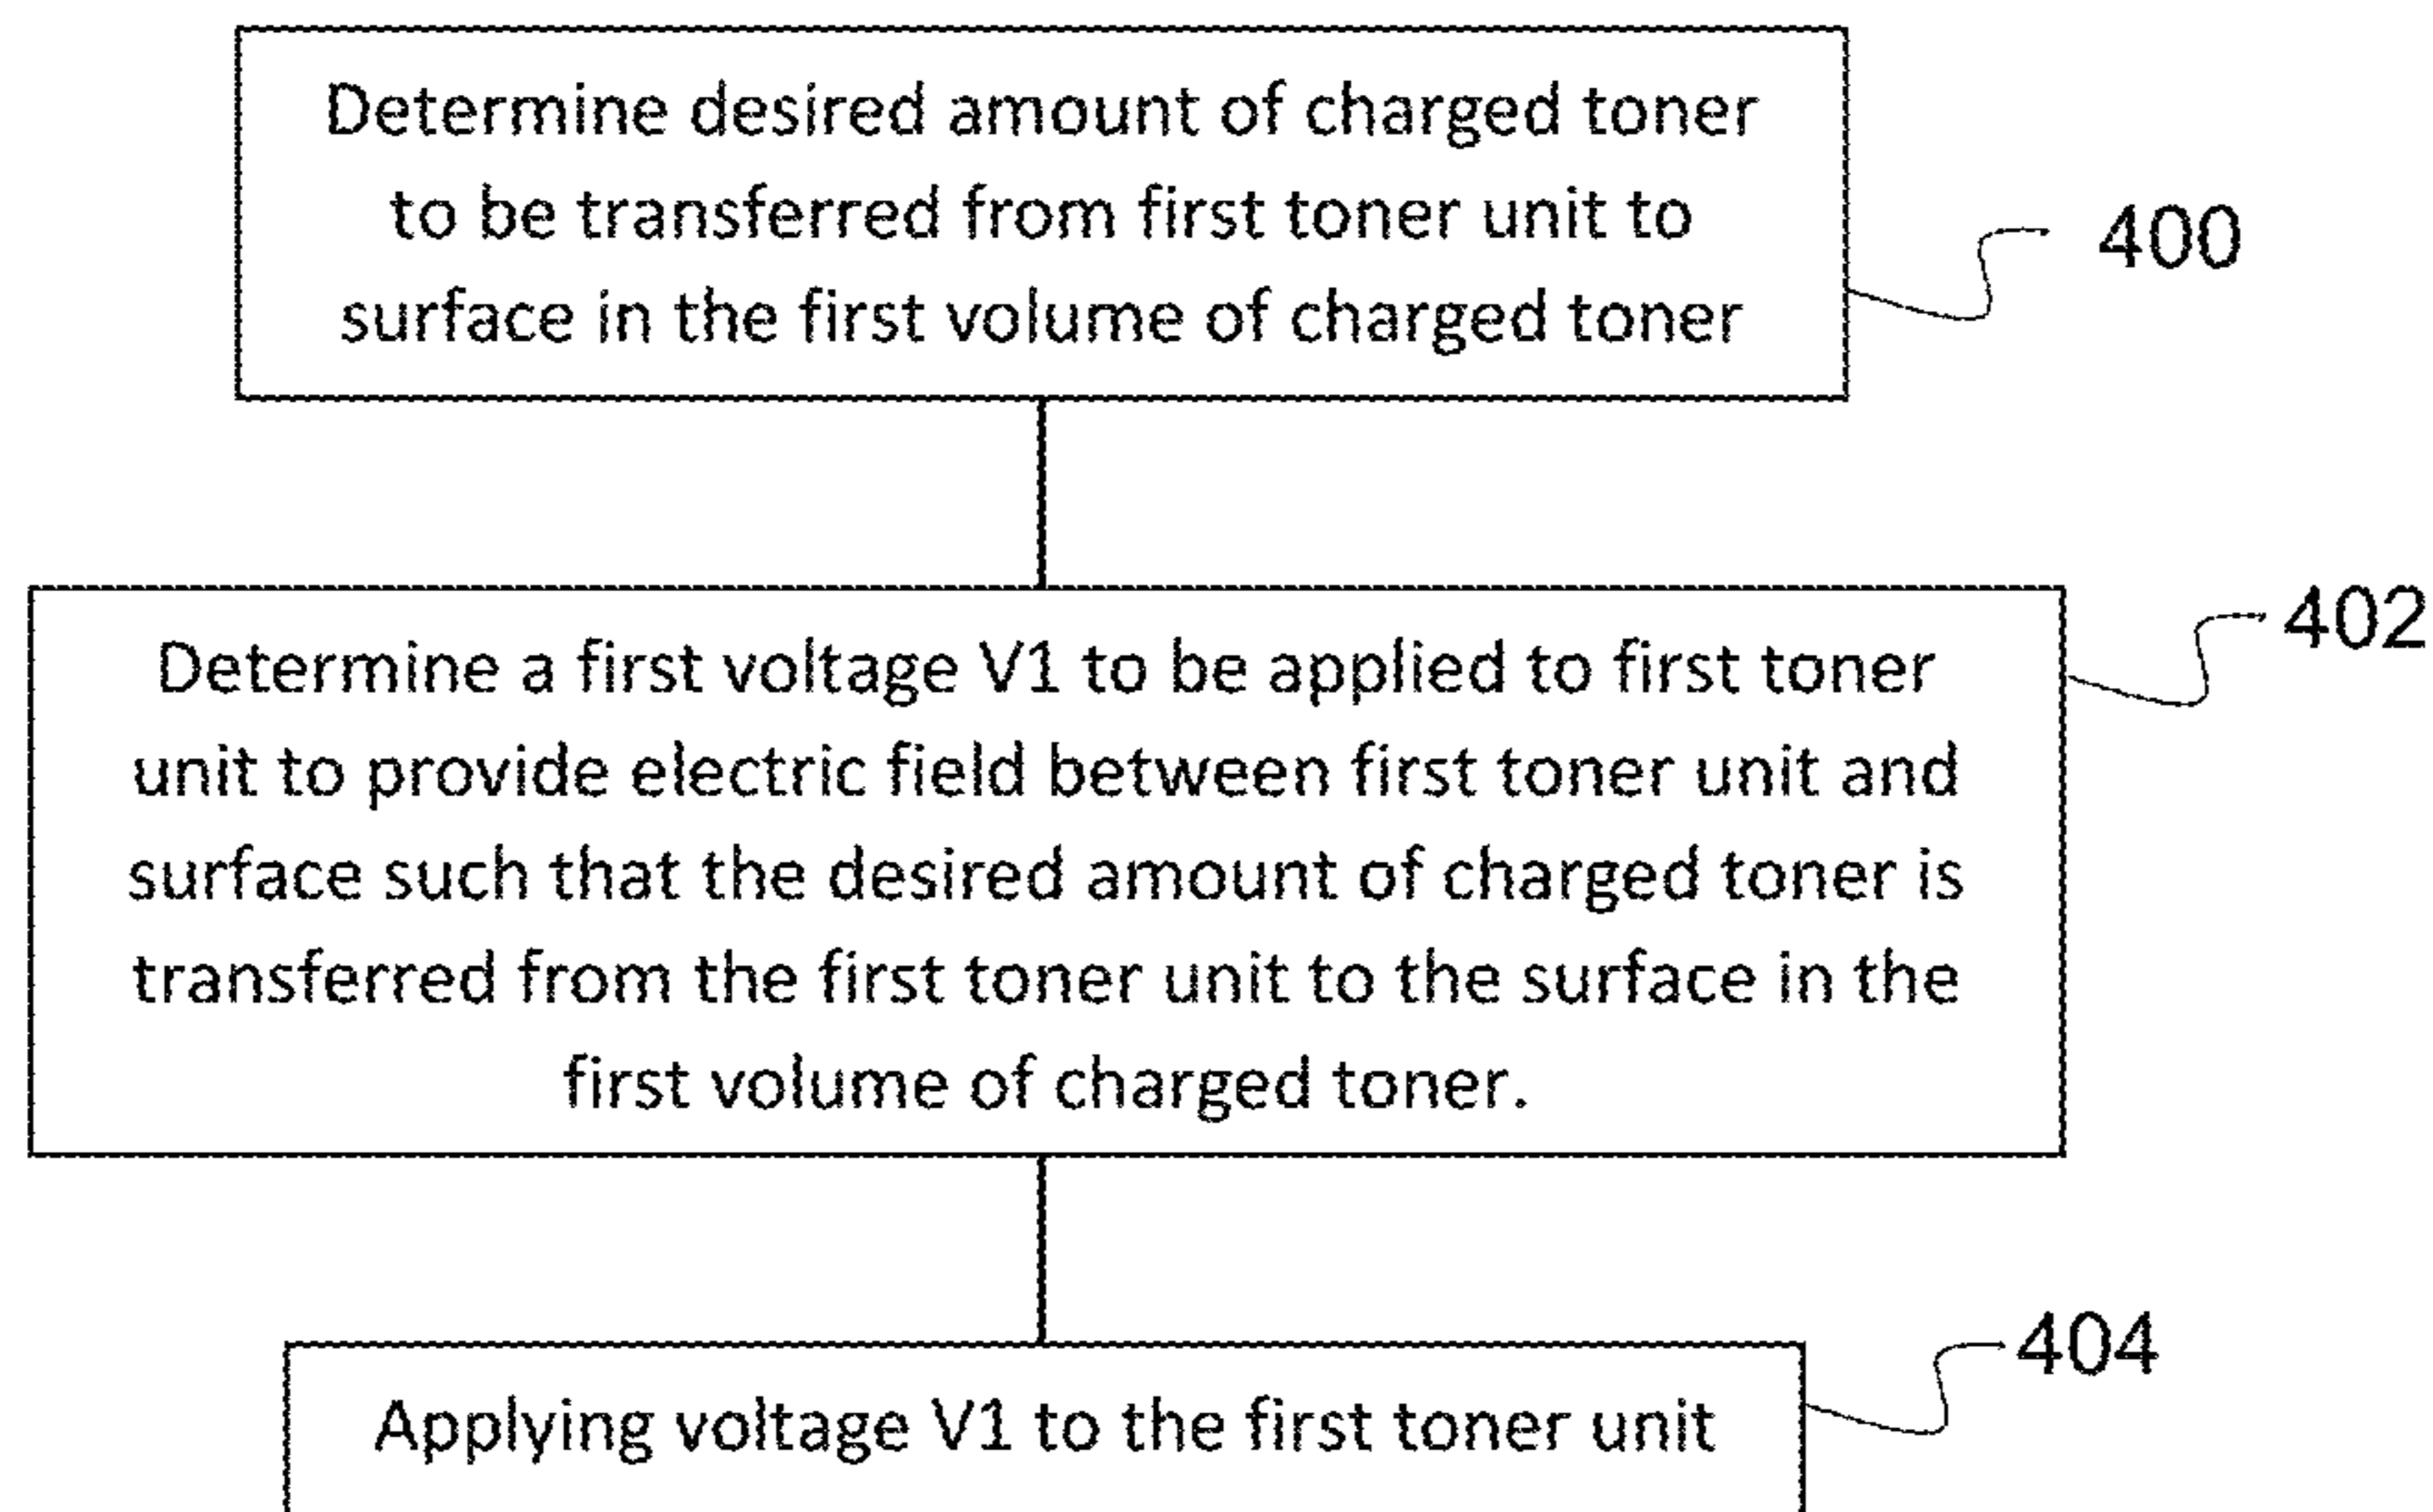 Determine desired amount of charged toner
to be transferred from first toner unit to
surface in the first volume of charged toner
400
402
Determine a first voltage V1 to be applied to first toner
unit to provide electric field between first toner unit and
surface such that the desired amount of charged toner is
transferred from the first toner unit to the surface in the
first volume of charged toner.
404
Applying voltage V1 to the first toner unit